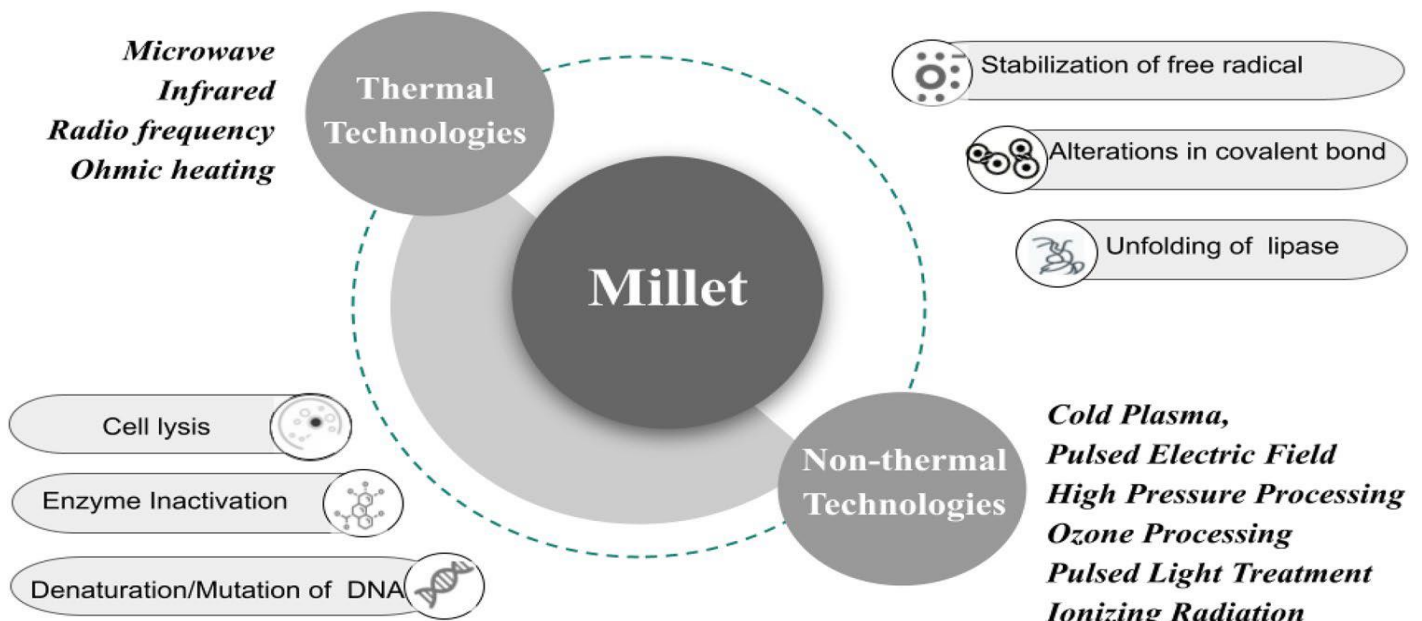 Microwave
Infrared
Radio frequency
Ohmic heating
Thermal
Technologies
Stabilization of free radical
Alterations in covalent bond
Unfolding of lipase
Millet
Cell lysis
Enzyme Inactivation
Denaturation/Mutation of DNA
Non-thermal
Technologies
Cold Plasma,
Pulsed Electric Field
High Pressure Processing
Ozone Processing
Pulsed Light Treatment
Ionizing Radiation